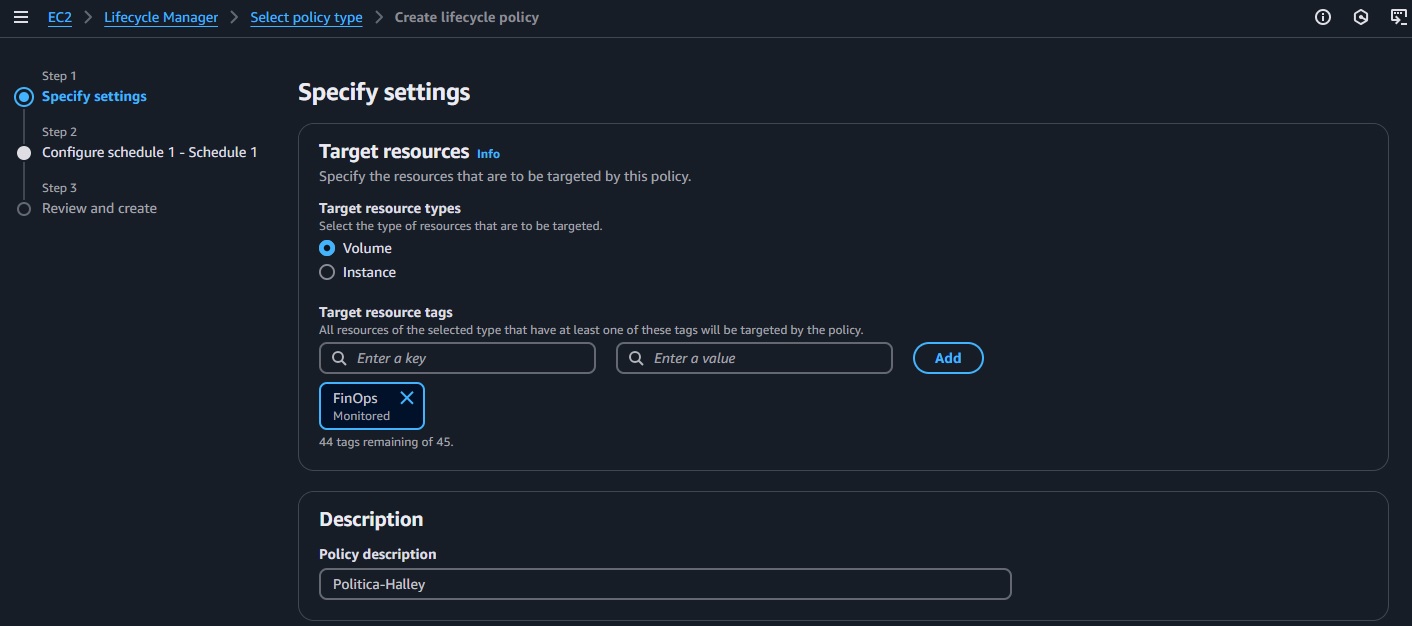 EC2 > Lifecycle Manager > Select policy type > Create lifecycle policy
Step 1
Specify settings
Step 2
Configure schedule 1 - Schedule 1
Step 3
Review and create
Specify settings
Target resources Info
Specify the resources that are to be targeted by this policy.
Target resource types
Select the type of resources that are to be targeted.
Volume
Instance
Target resource tags
All resources of the selected type that have at least one of these tags will be targeted by the policy.
Enter a key Enter a value Add
FinOps
Monitored
44 tags remaining of 45.
Description
Policy description
Politica-Halley